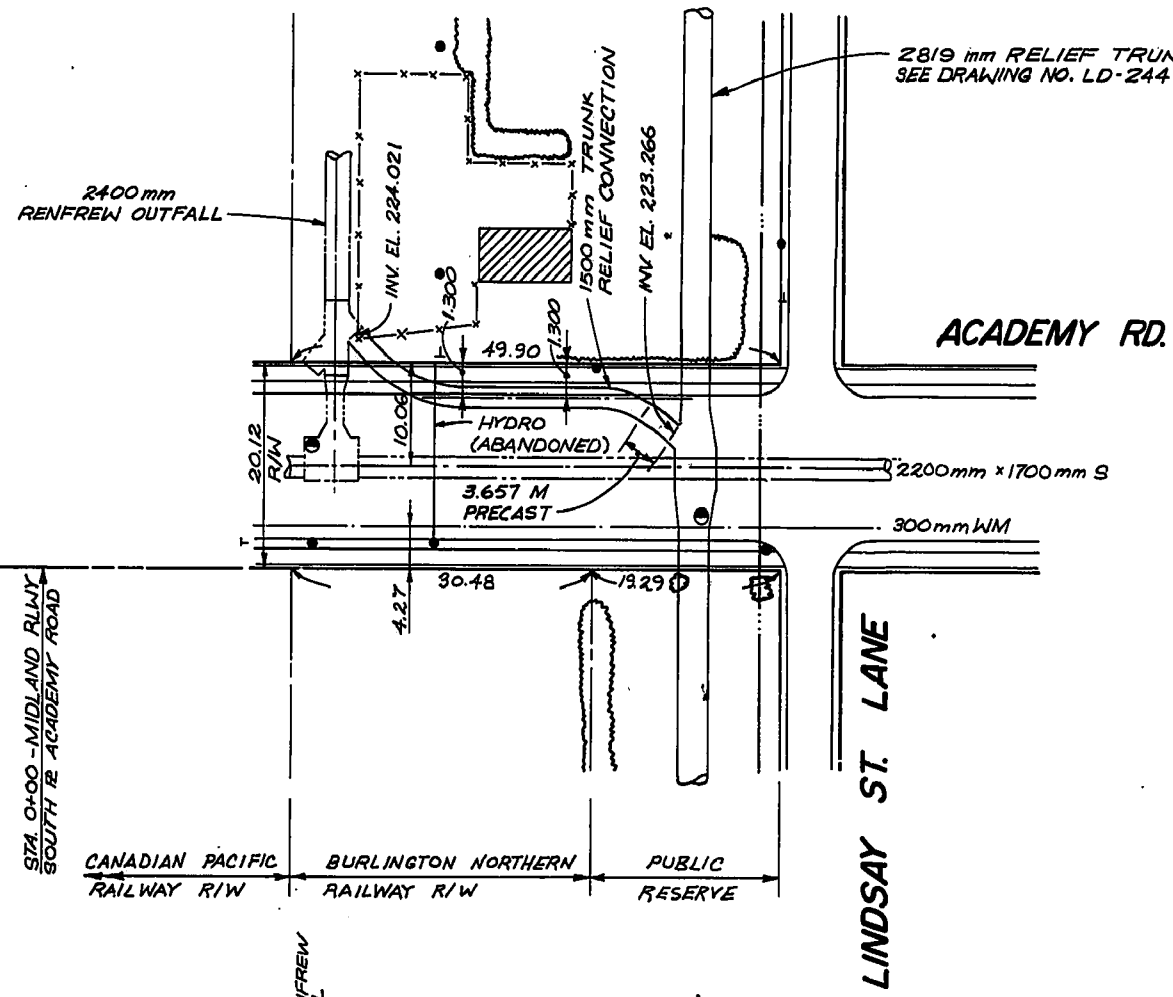 2819 mm RELIEF TRUN
SEE DRAWING NO. LD-244
1500 mm TRUNK
RELIEF CONNECTION
INV. EL. 224.021
INV EL. 223.266
2400 mm
RENFREW OUTFALL
1.300
1.300
49.90
ACADEMY RD.
10.06
HYDRO
(ABANDONED)
20.12
R/W
3.657 M
PRECAST
2200mm x 1700mm S
300mm WM
30.48
19.29
4.27
STA. 0+00 - MIDLAND RLWY
SOUTH ACADEMY ROAD
LINDSAY ST. LANE
CANADIAN PACIFIC
RAILWAY R/W
BURLINGTON NORTHERN
RAILWAY R/W
PUBLIC
RESERVE
NFREW